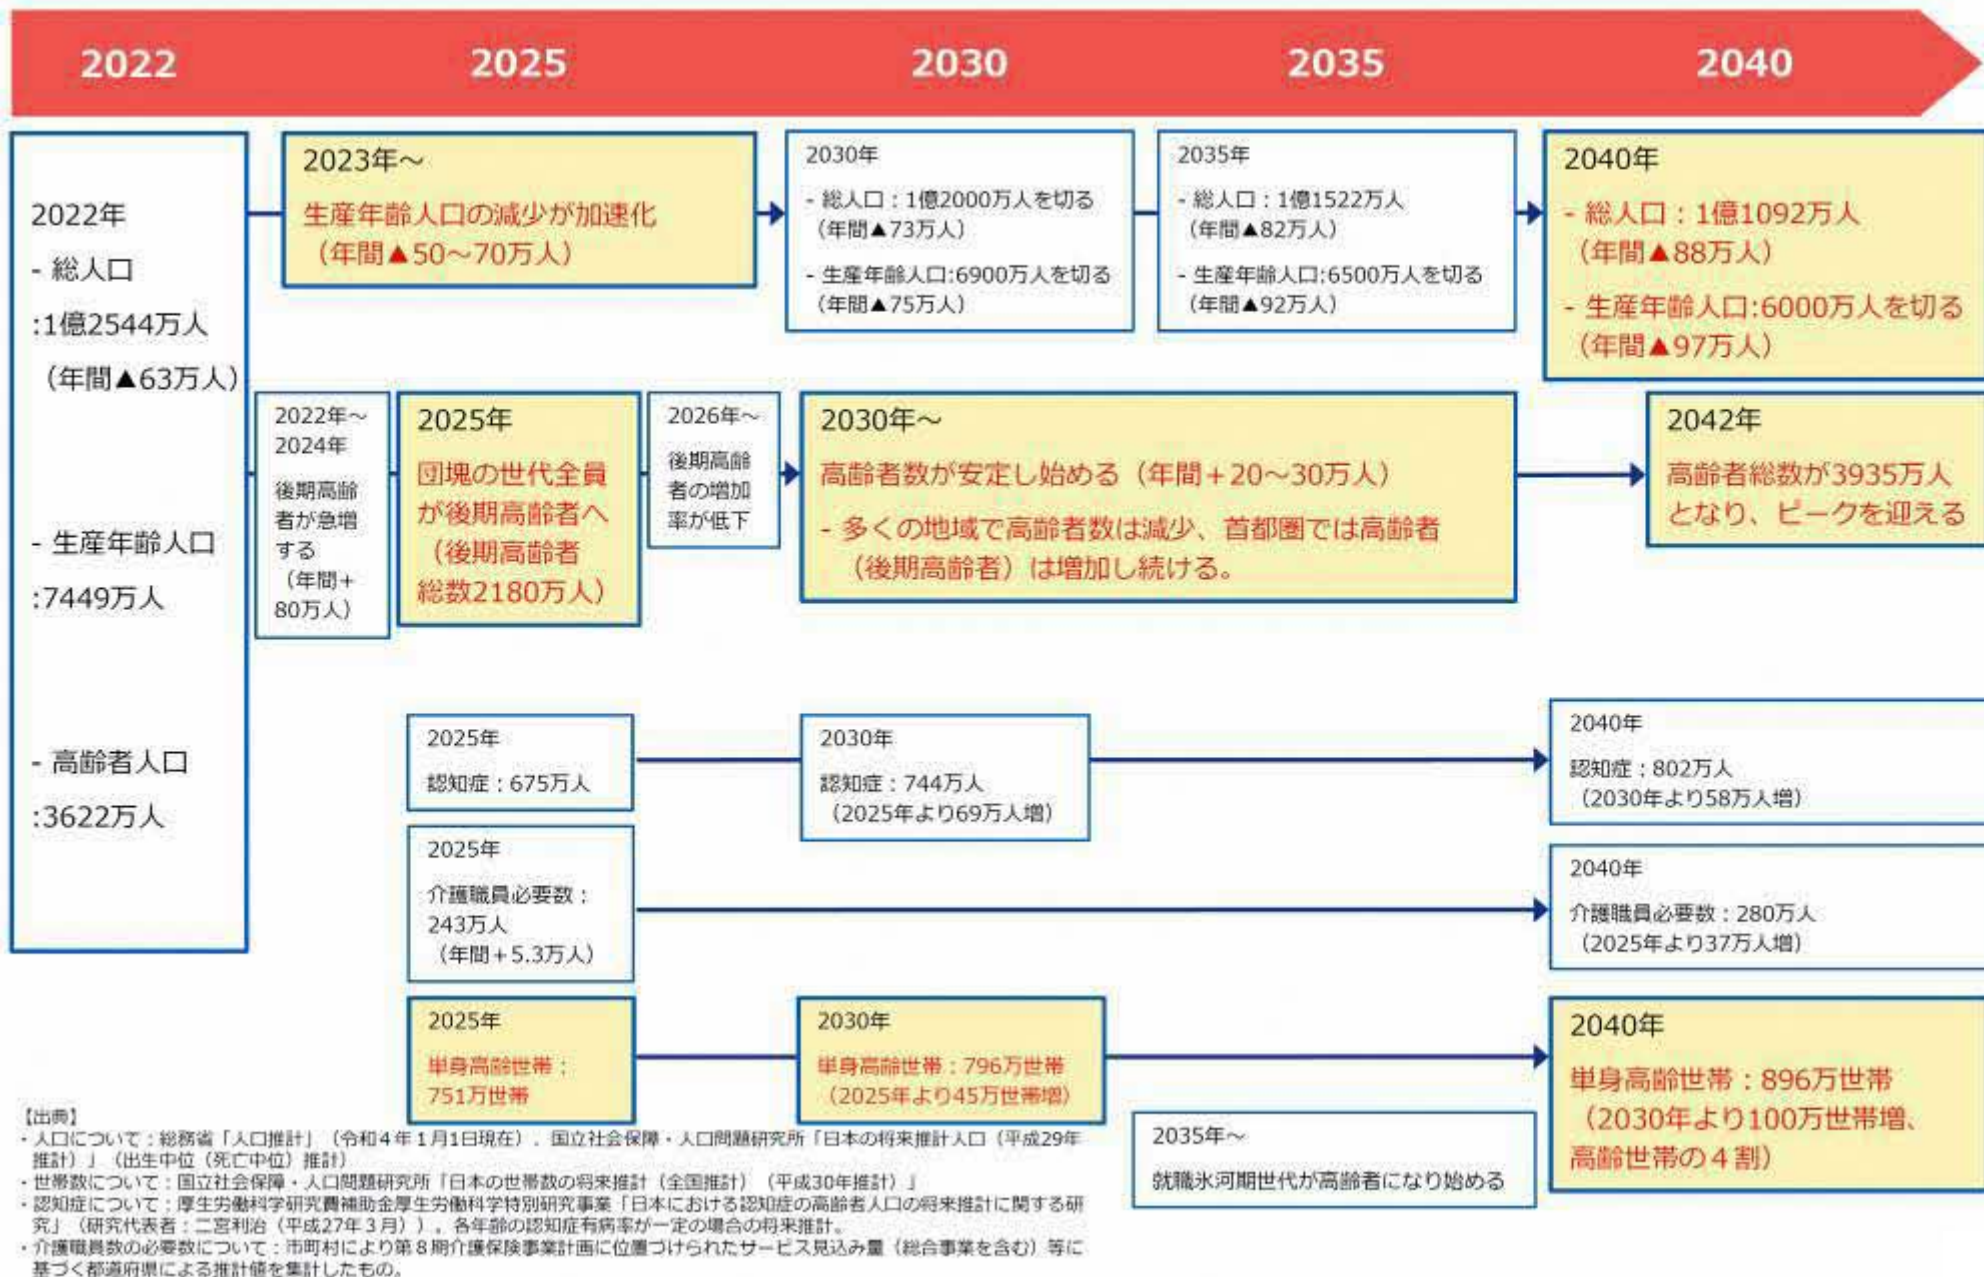 2022
2025
2030
2035
2040
2022年
- 総人口
:1億2544万人
（年間▲63万人）
- 生産年齢人口
:7449万人
- 高齢者人口
:3622万人
2023年～
生産年齢人口の減少が加速化
（年間▲50～70万人）
2030年
- 総人口：1億2000万人を切る
（年間▲73万人）
- 生産年齢人口:6900万人を切る
（年間▲75万人）
2035年
- 総人口：1億1522万人
（年間▲82万人）
- 生産年齢人口:6500万人を切る
（年間▲92万人）
2040年
- 総人口：1億1092万人
（年間▲88万人）
- 生産年齢人口:6000万人を切る
（年間▲97万人）
2022年～
2024年
後期高齢
者が急増
する
（年間＋
80万人）
2025年
団塊の世代全員
が後期高齢者へ
（後期高齢者
総数2180万人）
2026年～
後期高齢
者の増加
率が低下
2030年～
高齢者数が安定し始める（年間＋20～30万人）
- 多くの地域で高齢者数は減少、首都圏では高齢者
（後期高齢者）は増加し続ける。
2042年
高齢者総数が3935万人
となり、ピークを迎える
2025年
認知症：675万人
2030年
認知症：744万人
（2025年より69万人増）
2040年
認知症：802万人
（2030年より58万人増）
2025年
介護職員必要数：
243万人
（年間＋5.3万人）
2040年
介護職員必要数：280万人
（2025年より37万人増）
2025年
単身高齢世帯：
751万世帯
2030年
単身高齢世帯：796万世帯
（2025年より45万世帯増）
2040年
単身高齢世帯：896万世帯
（2030年より100万世帯増、
高齢世帯の４割）
2035年～
就職氷河期世代が高齢者になり始める
【出典】
・人口について：総務省「人口推計」（令和４年１月1日現在）、国立社会保障・人口問題研究所「日本の将来推計人口（平成29年
推計）」（出生中位（死亡中位）推計）
・世帯数について：国立社会保障・人口問題研究所「日本の世帯数の将来推計（全国推計）（平成30年推計）」
・認知症について：厚生労働科学研究費補助金厚生労働科学特別研究事業「日本における認知症の高齢者人口の将来推計に関する研
究」（研究代表者：二宮利治（平成27年３月））、各年齢の認知症有病率が一定の場合の将来推計。
・介護職員数の必要数について：市町村により第８期介護保険事業計画に位置づけられたサービス見込み量（総合事業を含む）等に
基づく都道府県による推計値を集計したもの。